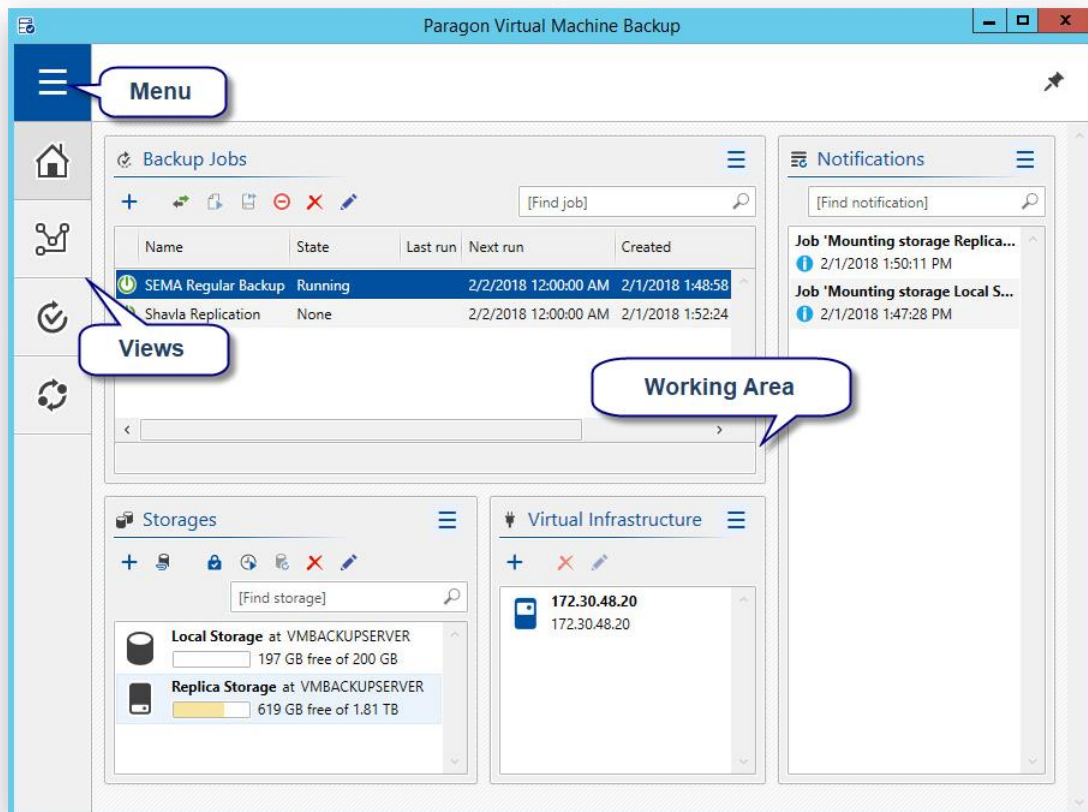 Paragon Virtual Machine Backup
Menu
Backup Jobs
[Find job]
Name State Last run Next run Created
SEMA Regular Backup Running 2/2/2018 12:00:00 AM 2/1/2018 1:48:58
Shavla Replication None 2/2/2018 12:00:00 AM 2/1/2018 1:52:24
Views
Working Area
Notifications
[Find notification]
Job 'Mounting storage Replica...
2/1/2018 1:50:11 PM
Job 'Mounting storage Local S...
2/1/2018 1:47:28 PM
Storages
[Find storage]
Local Storage at VMBACKUPSERVER
197 GB free of 200 GB
Replica Storage at VMBACKUPSERVER
619 GB free of 1.81 TB
Virtual Infrastructure
172.30.48.20
172.30.48.20